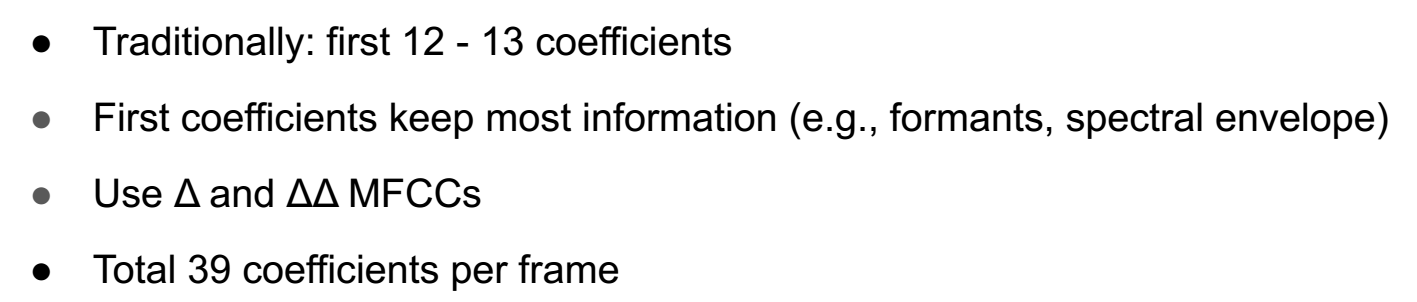 ● Traditionally: first 12 - 13 coefficients
● First coefficients keep most information (e.g., formants, spectral envelope)
● Use Δ and ΔΔ MFCCs
● Total 39 coefficients per frame